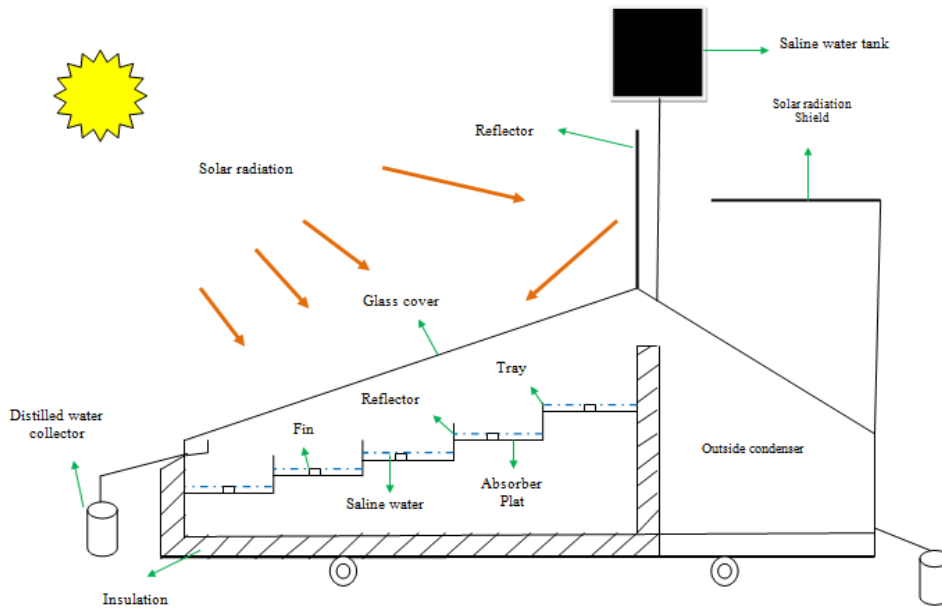 Saline water tank
Solar radiation
Shield
Reflector
Solar radiation
Glass cover
Tray
Reflector
Distilled water
collector
Fin
Outside condenser
Saline water
Absorber
Plat
Insulation